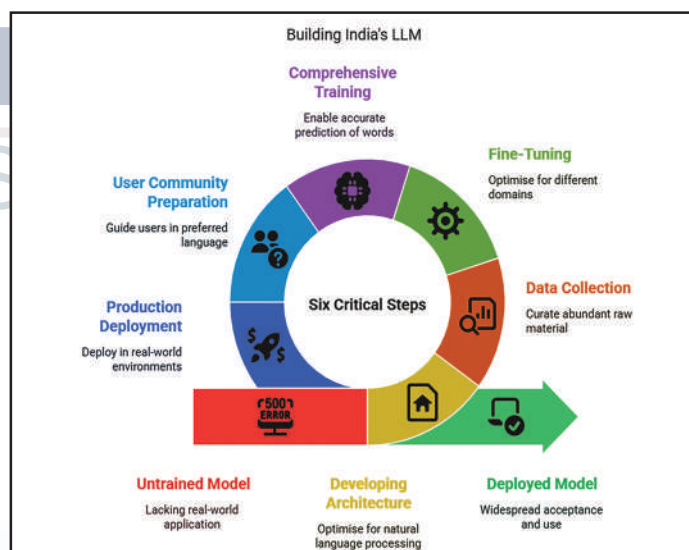 Building India's LLM
Comprehensive
Training
Enable accurate
prediction of words
Fine-Tuning
Optimise for different
domains
User Community
Preparation
Guide users in preferred
language
Data Collection
Curate abundant raw
material
Six Critical Steps
Production
Deployment
Deploy in real-world
environments
500
ERROR
Untrained Model
Lacking real-world
application
Developing
Architecture
Optimise for natural
language processing
Deployed Model
Widespread acceptance
and use